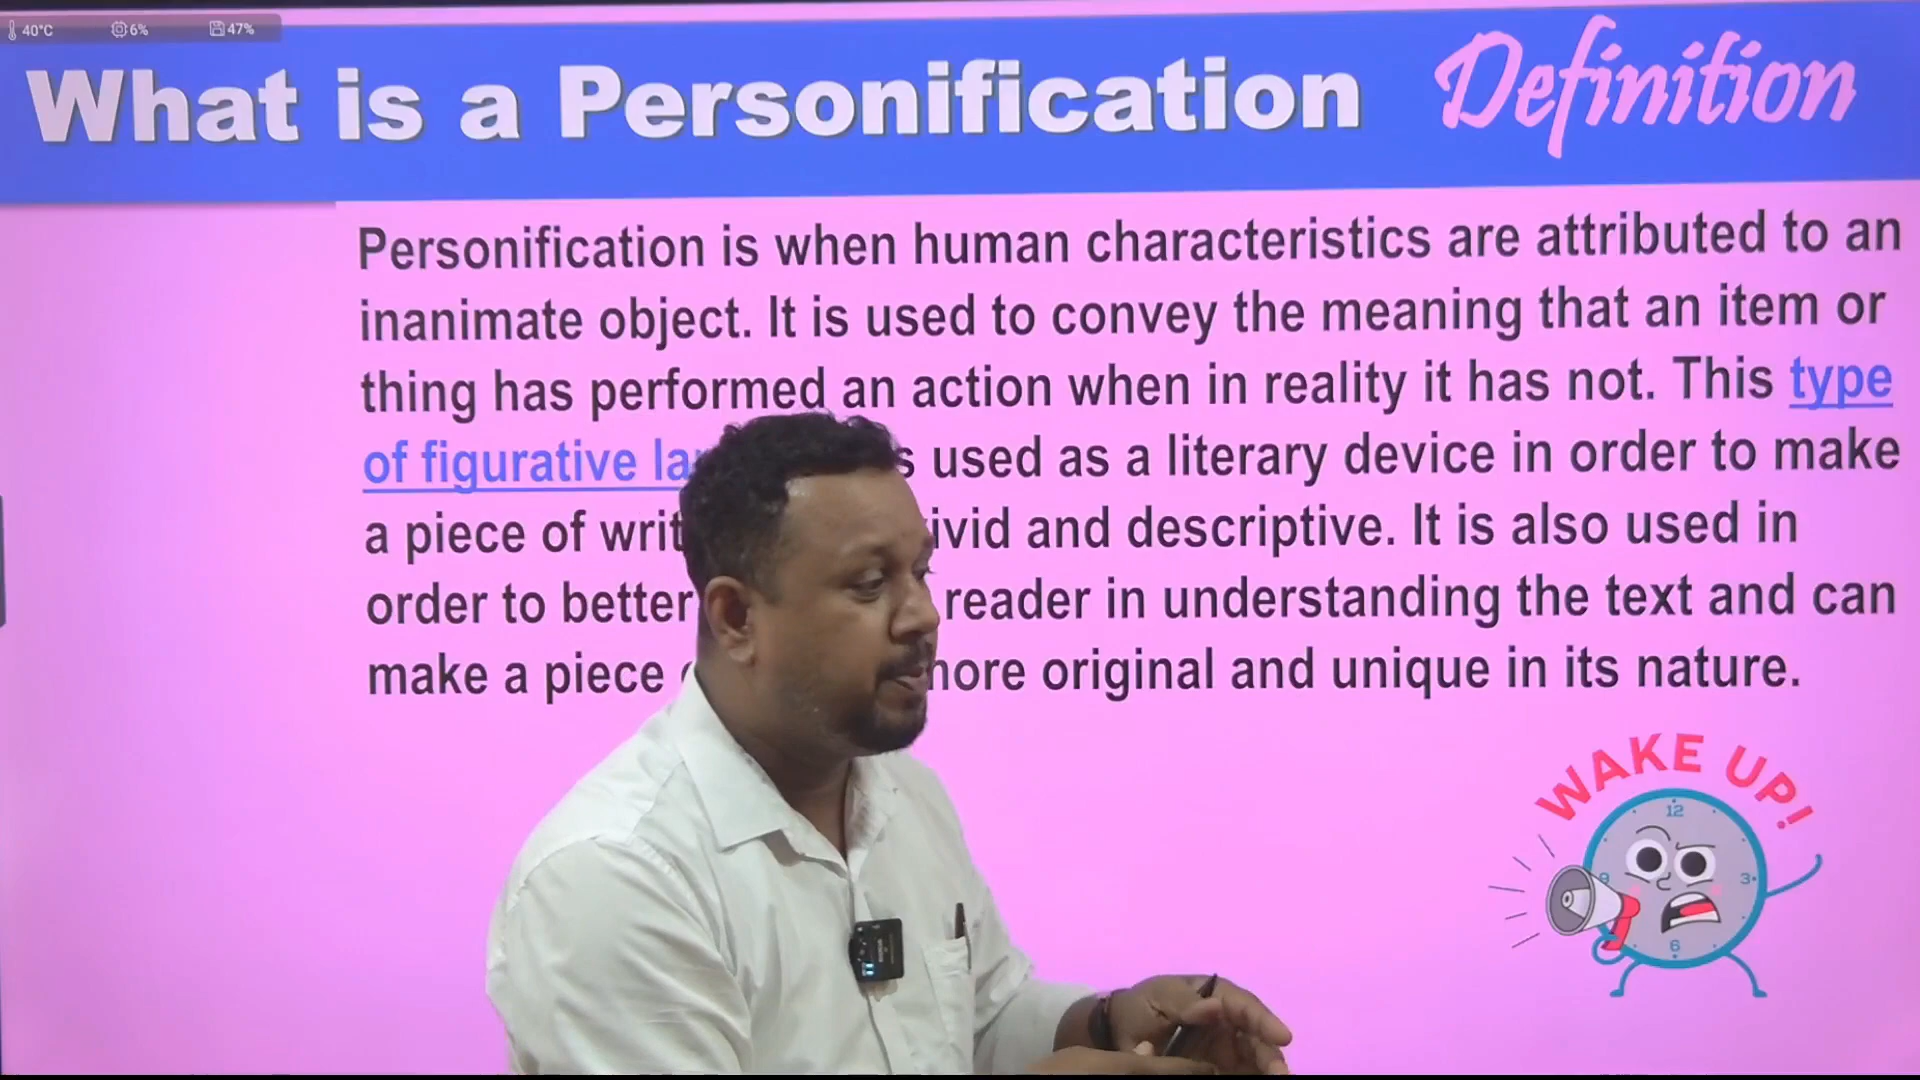 40°C 6% 47%
What is a Personification Definition
Personification is when human characteristics are attributed to an
inanimate object. It is used to convey the meaning that an item or
thing has performed an action when in reality it has not. This type
of figurative used as a literary device in order to make
a piece of and descriptive. It is also used in
order to better reader in understanding the text and can
make a piece original and unique in its nature.
WAKE UP!
12
9 3
6